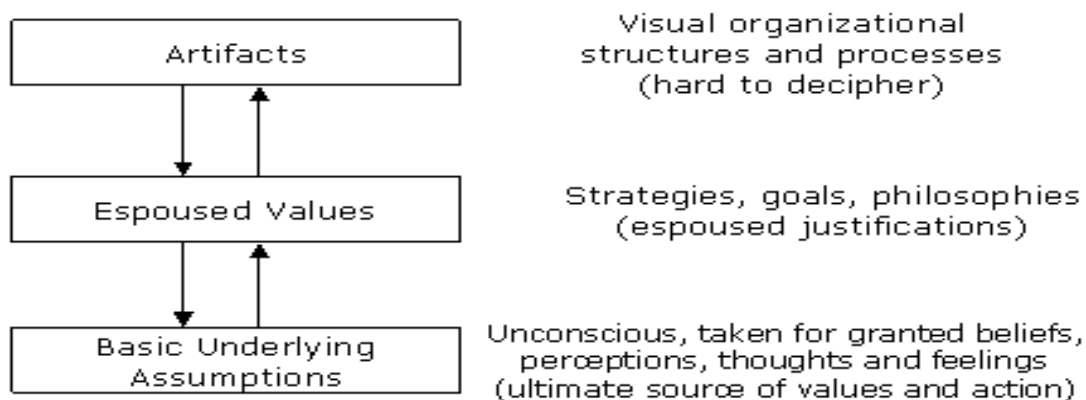 Artifacts
Visual organizational
structures and processes
(hard to decipher)
Espoused Values
Strategies, goals, philosophies
(espoused justifications)
Basic Underlying
Assumptions
Unconscious, taken for granted beliefs,
perceptions, thoughts and feelings
(ultimate source of values and action)